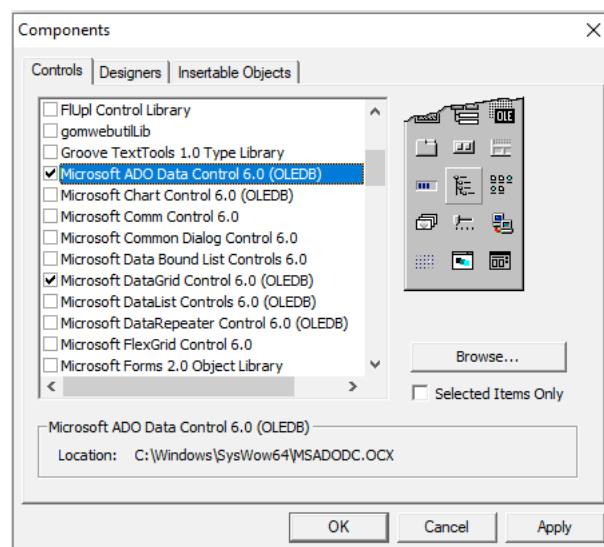 Components
Controls
Designers
Insertable Objects
FlUpl Control Library
gomwebutilLib
Groove TextTools 1.0 Type Library
Microsoft ADO Data Control 6.0 (OLEDB)
Microsoft Chart Control 6.0 (OLEDB)
Microsoft Comm Control 6.0
Microsoft Common Dialog Control 6.0
Microsoft Data Bound List Controls 6.0
Microsoft DataGrid Control 6.0 (OLEDB)
Microsoft DataList Controls 6.0 (OLEDB)
Microsoft DataRepeater Control 6.0 (OLEDB)
Microsoft FlexGrid Control 6.0
Microsoft Forms 2.0 Object Library
OLE
Browse...
Selected Items Only
Microsoft ADO Data Control 6.0 (OLEDB)
Location: C:\Windows\SysWow64\MSADODC.OCX
OK
Cancel
Apply